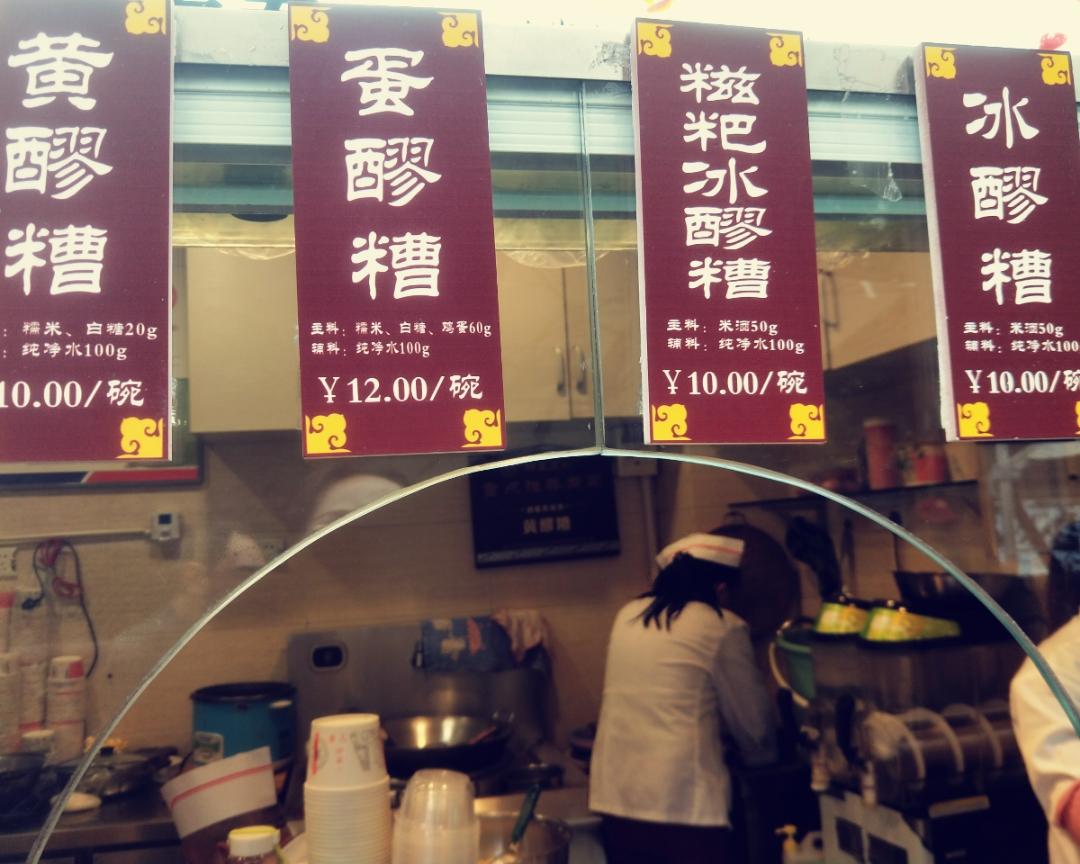 黄醪糟
：糯米、白糖20g
：纯净水100g
10.00/碗
蛋醪糟
主料：糯米、白糖、鸡蛋60g
辅料：纯净水100g
￥12.00/碗
糍粑冰醪糟
主料：米酒50g
辅料：纯净水100g
￥10.00/碗
冰醪糟
主料：米酒50g
辅料：纯净水100
￥10.00/碗